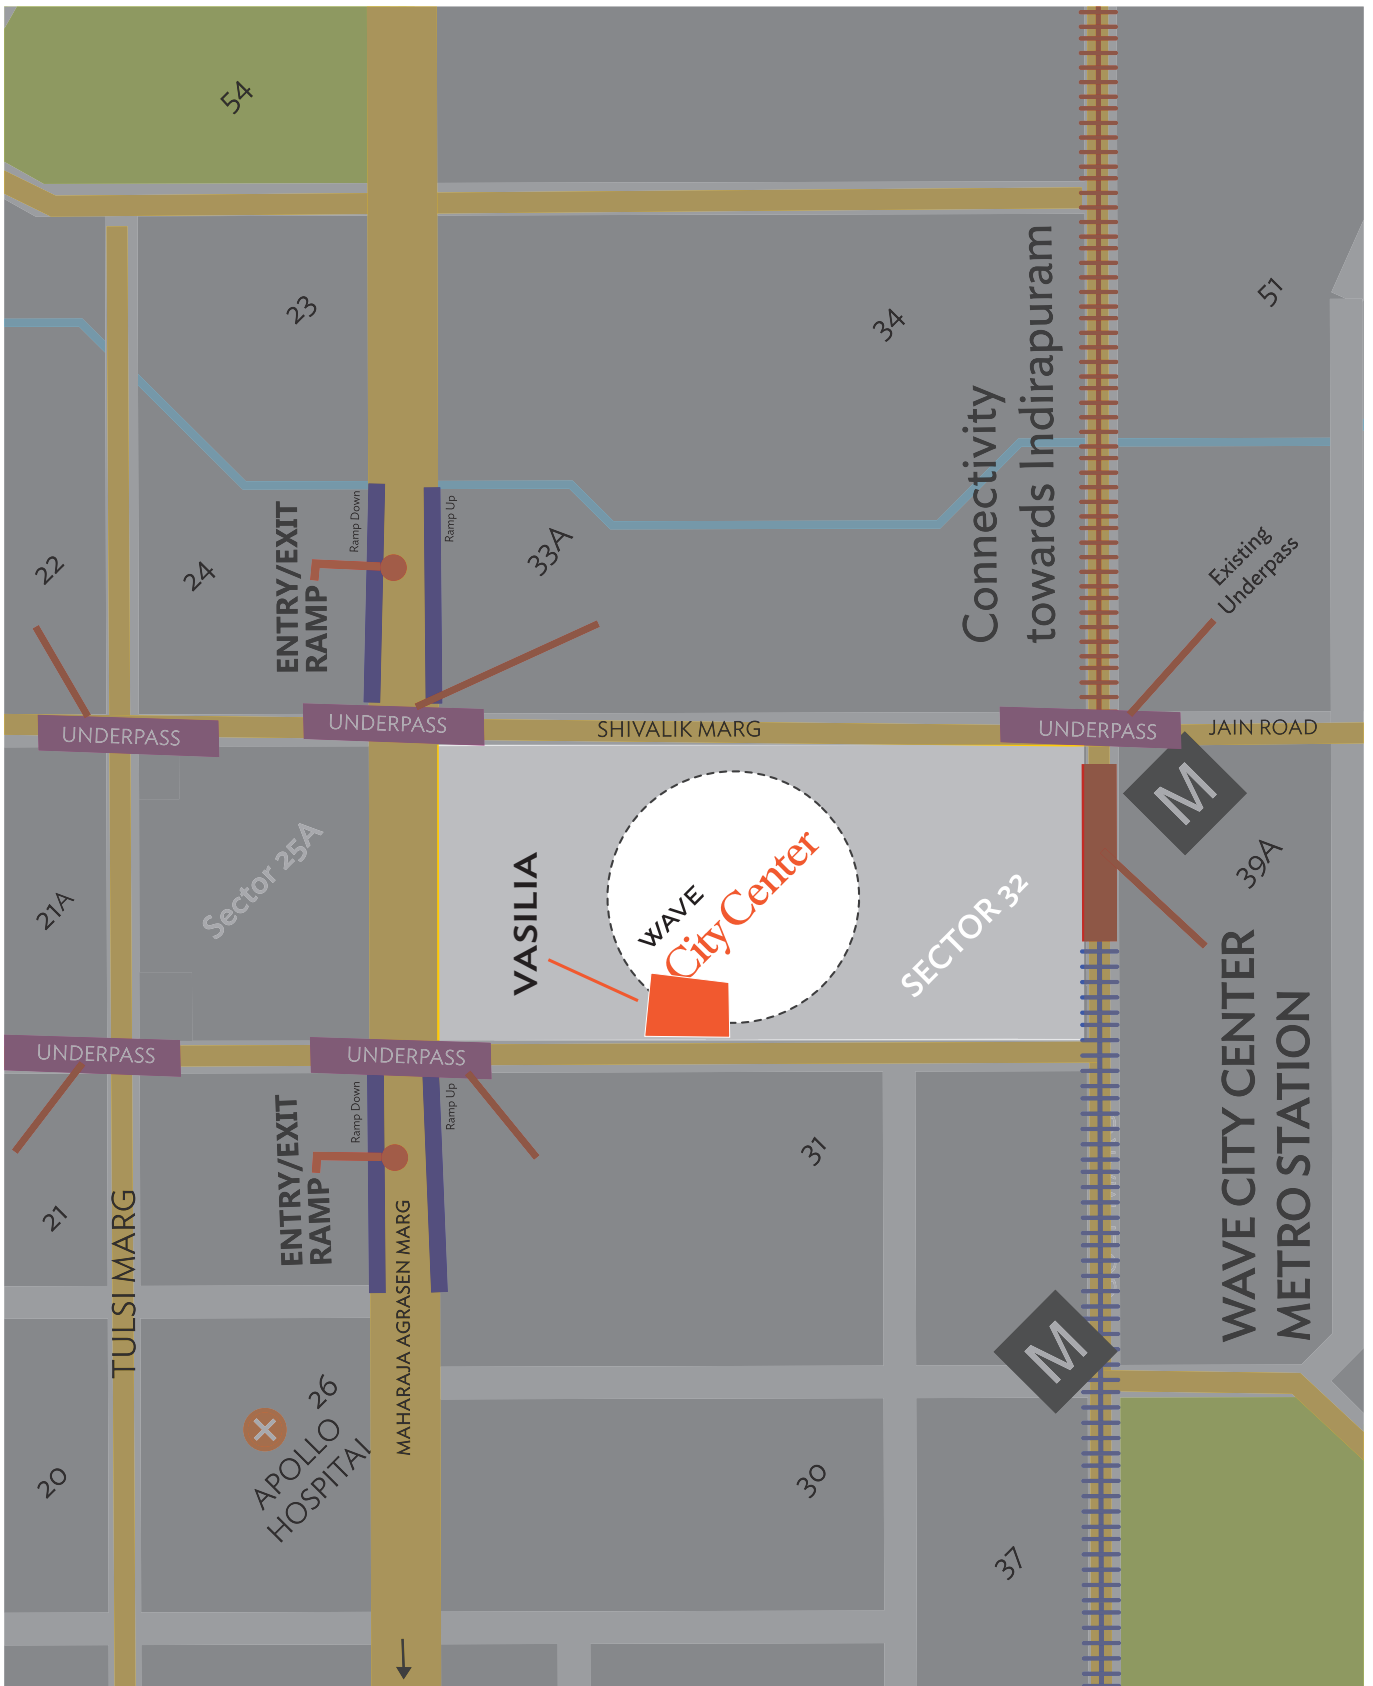 54
23
34
51
Connectivity
towards Indirapuram
22
24
ENTRY/EXIT
RAMP
Ramp Down
Ramp Up
33A
Existing
Underpass
UNDERPASS
UNDERPASS
SHIVALIK MARG
UNDERPASS
JAIN ROAD
M
21A
Sector 25A
VASILIA
WAVE
CityCenter
SECTOR 32
39A
WAVE CITY CENTER
METRO STATION
UNDERPASS
UNDERPASS
ENTRY/EXIT
RAMP
Ramp Down
Ramp Up
31
21
TULSI MARG
MAHARAJA AGRASEN MARG
M
26
APOLLO
HOSPITAL
20
30
37